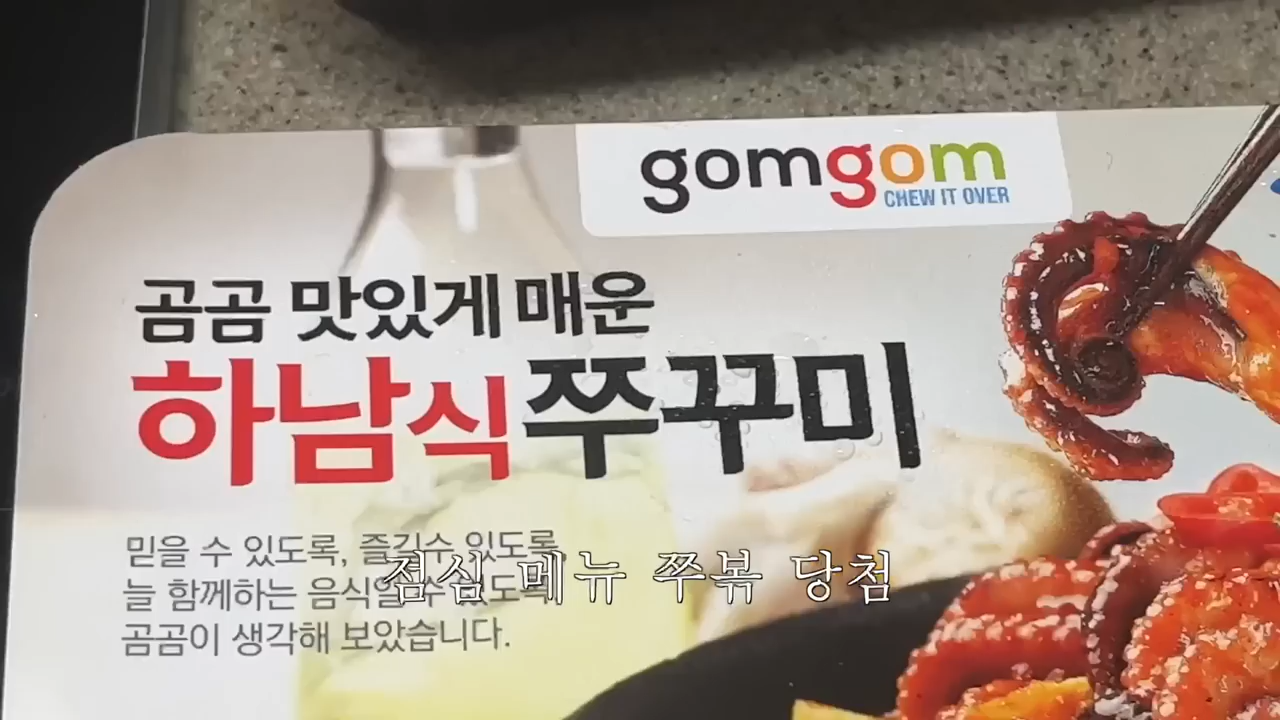 gomgom
CHEW IT OVER
곰곰 맛있게 매운
하남식 쭈꾸미
믿을 수 있도록, 즐길수 있도록,
늘 함께하는 음식일 수 있도록,
곰곰이 생각해 보았습니다.
점심 메뉴 쭈볶 당첨